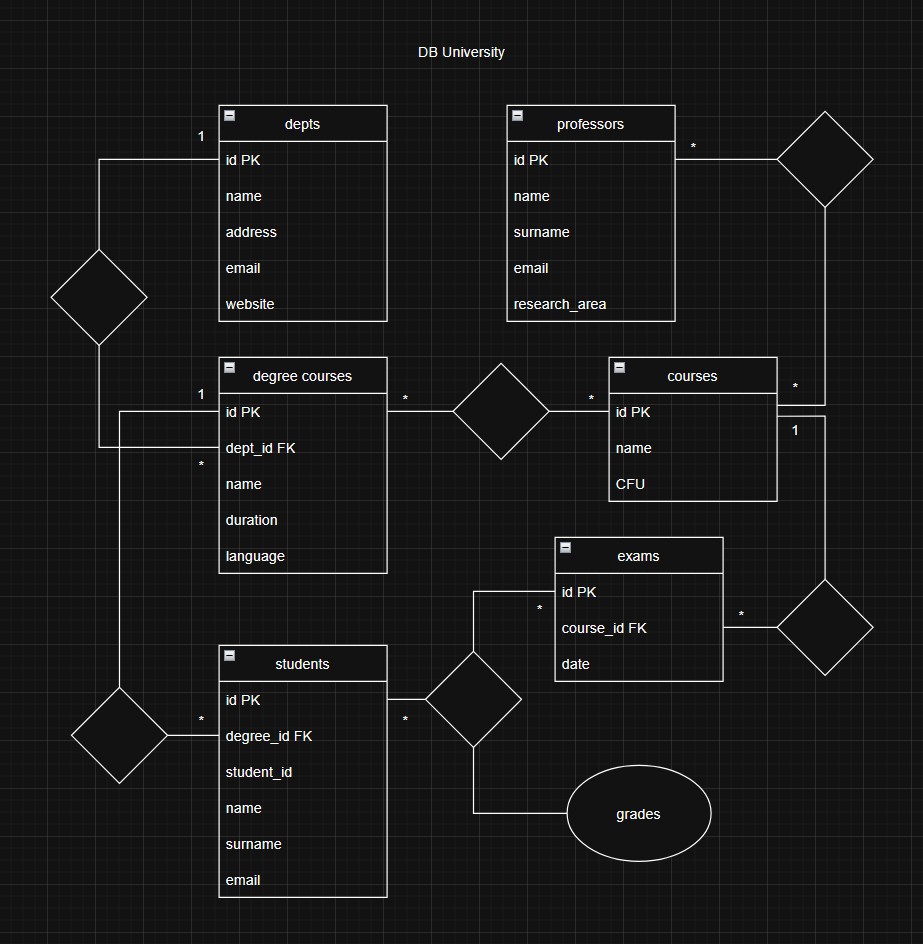 DB University
depts
id PK
name
address
email
website
professors
id PK
name
surname
email
research_area
1
*
degree courses
id PK
dept_id FK
name
duration
language
1
*
*
*
courses
id PK
name
CFU
*
1
exams
id PK
course_id FK
date
*
*
students
id PK
degree_id FK
student_id
name
surname
email
*
*
grades